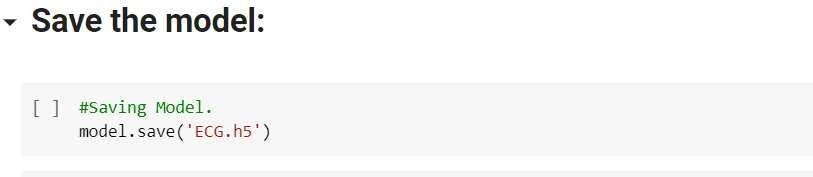 Save the model:
[ ] #Saving Model.
model.save('ECG.h5')